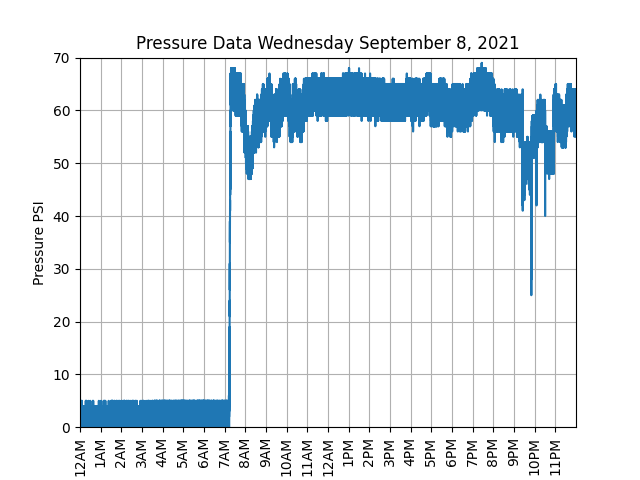 Pressure Data Wednesday September 8, 2021
Pressure PSI
70
60
50
40
30
20
10
0
12AM
1AM
2AM
3AM
4AM
5AM
6AM
7AM
8AM
9AM
10AM
11AM
12AM
1PM
2PM
3PM
4PM
5PM
6PM
7PM
8PM
9PM
10PM
11PM